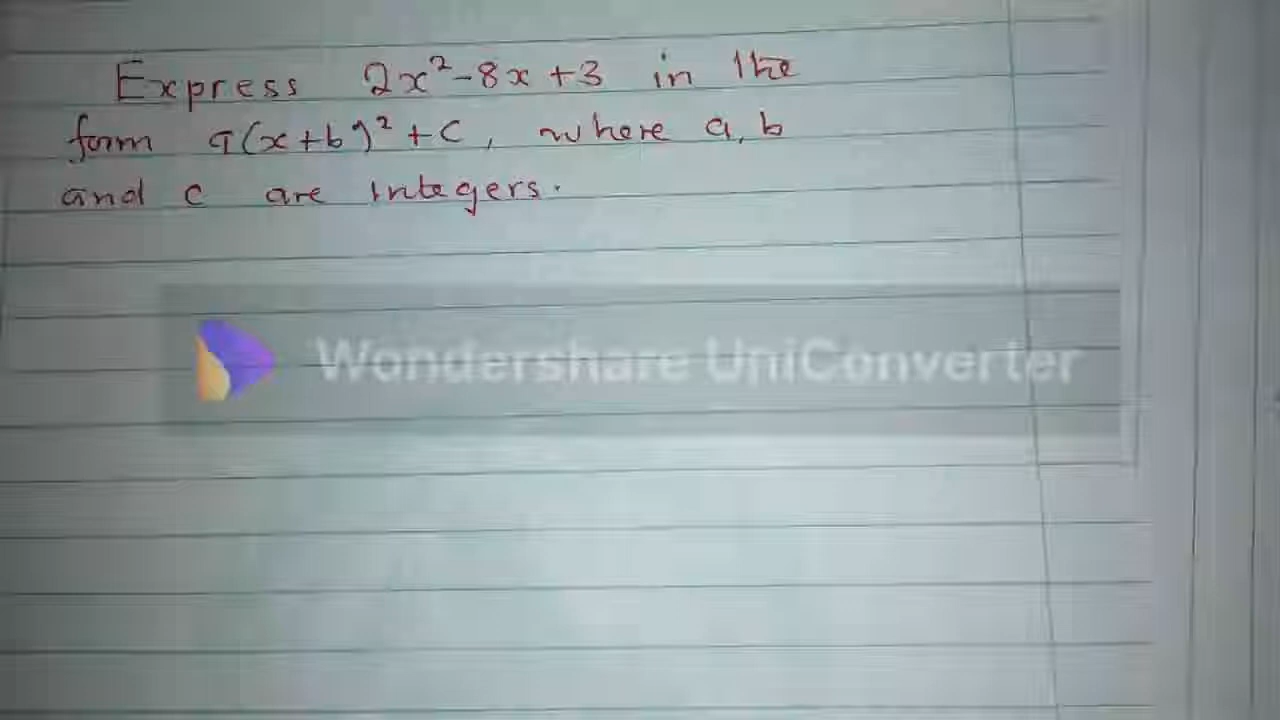 Express 2x²-8x+3 in the
form a(x+b)²+c, where a, b
and c are integers.
Wondershare UniConverter